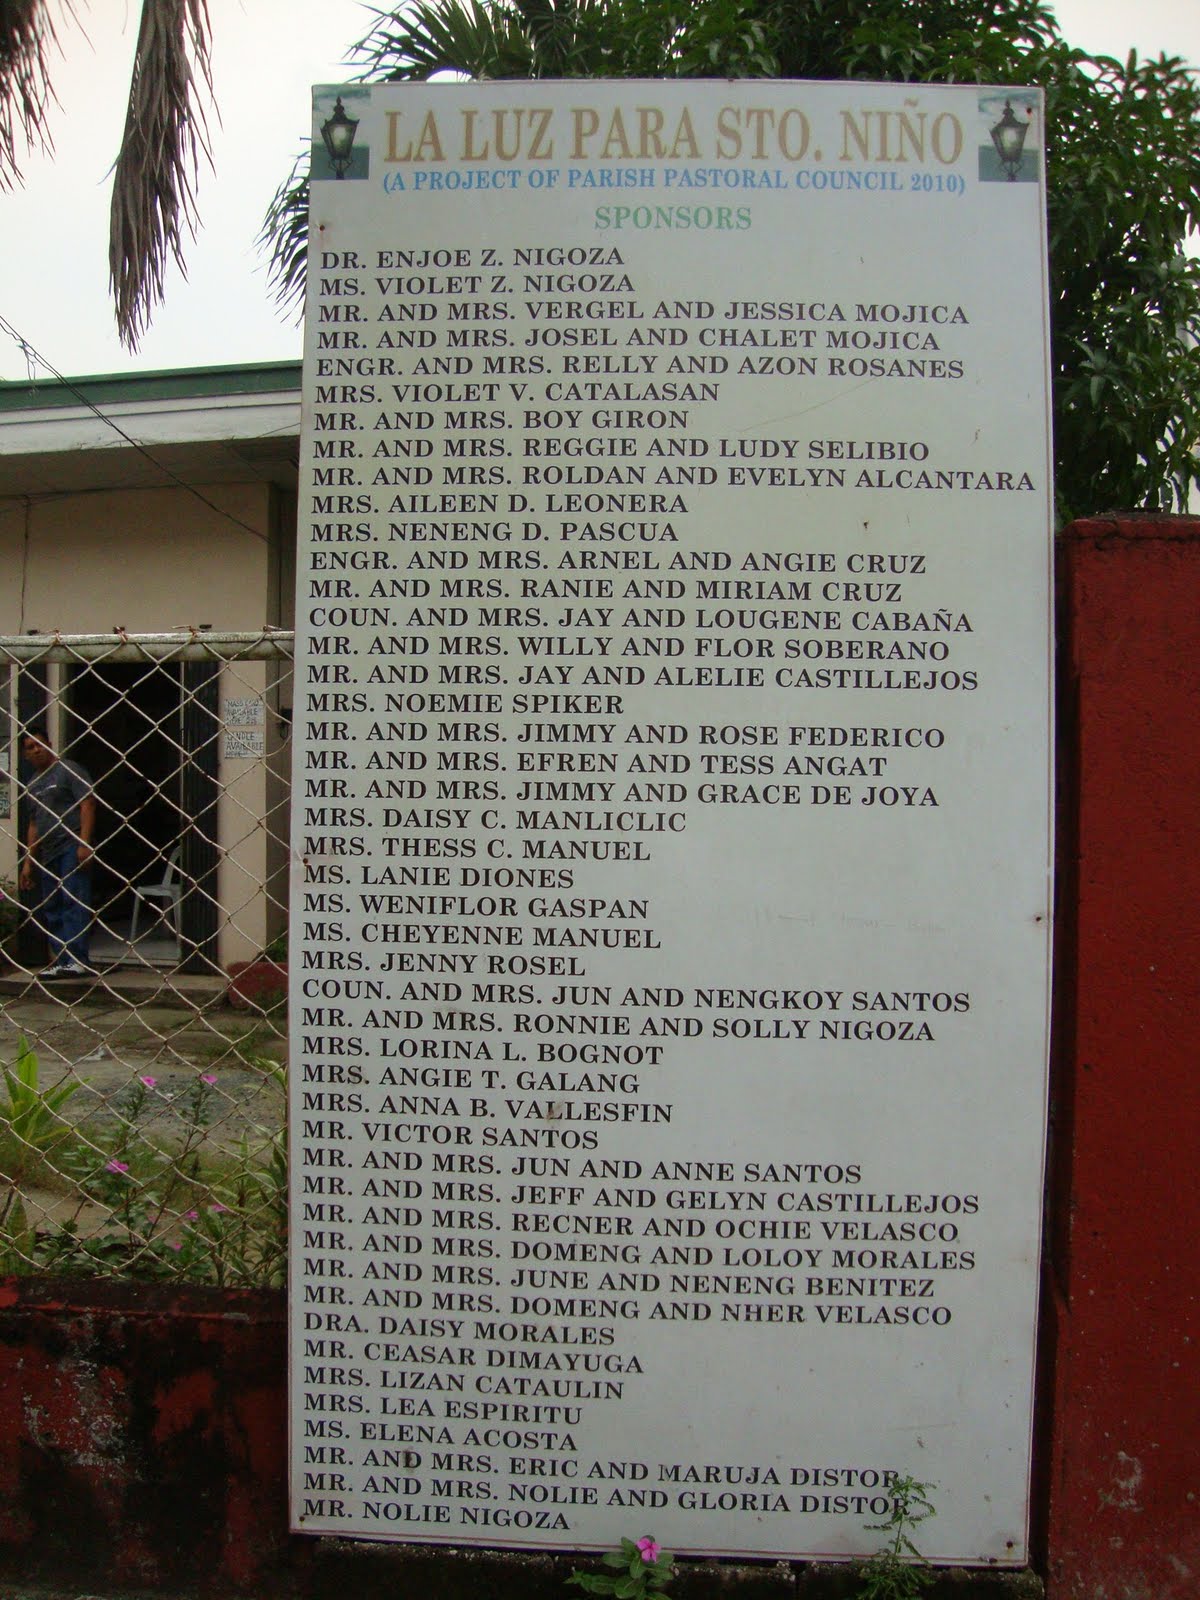 LA LUZ PARA STO. NIÑO
(A PROJECT OF PARISH PASTORAL COUNCIL 2010)
SPONSORS
DR. ENJOE Z. NIGOZA
MS. VIOLET Z. NIGOZA
MR. AND MRS. VERGEL AND JESSICA MOJICA
MR. AND MRS. JOSEL AND CHALET MOJICA
ENGR. AND MRS. RELLY AND AZON ROSANES
MRS. VIOLET V. CATALASAN
MR. AND MRS. BOY GIRON
MR. AND MRS. REGGIE AND LUDY SELIBIO
MR. AND MRS. ROLDAN AND EVELYN ALCANTARA
MRS. AILEEN D. LEONERA
MRS. NENENG D. PASCUA
ENGR. AND MRS. ARNEL AND ANGIE CRUZ
MR. AND MRS. RANIE AND MIRIAM CRUZ
COUN. AND MRS. JAY AND LOUGENE CABAÑA
MR. AND MRS. WILLY AND FLOR SOBERANO
MR. AND MRS. JAY AND ALELIE CASTILLEJOS
MRS. NOEMIE SPIKER
MR. AND MRS. JIMMY AND ROSE FEDERICO
MR. AND MRS. EFREN AND TESS ANGAT
MR. AND MRS. JIMMY AND GRACE DE JOYA
MRS. DAISY C. MANLICLIC
MRS. THESS C. MANUEL
MS. LANIE DIONES
MS. WENIFLOR GASPAN
MS. CHEYENNE MANUEL
MRS. JENNY ROSEL
COUN. AND MRS. JUN AND NENGKOY SANTOS
MR. AND MRS. RONNIE AND SOLLY NIGOZA
MRS. LORINA L. BOGNOT
MRS. ANGIE T. GALANG
MRS. ANNA B. VALLESFIN
MR. VICTOR SANTOS
MR. AND MRS. JUN AND ANNE SANTOS
MR. AND MRS. JEFF AND GELYN CASTILLEJOS
MR. AND MRS. RECNER AND OCHIE VELASCO
MR. AND MRS. DOMENG AND LOLOY MORALES
MR. AND MRS. JUNE AND NENENG BENITEZ
MR. AND MRS. DOMENG AND NHER VELASCO
DRA. DAISY MORALES
MR. CEASAR DIMAYUGA
MRS. LIZAN CATAULIN
MRS. LEA ESPIRITU
MS. ELENA ACOSTA
MR. AND MRS. ERIC AND MARUJA DISTOR
MR. AND MRS. NOLIE AND GLORIA DISTOR
MR. NOLIE NIGOZA